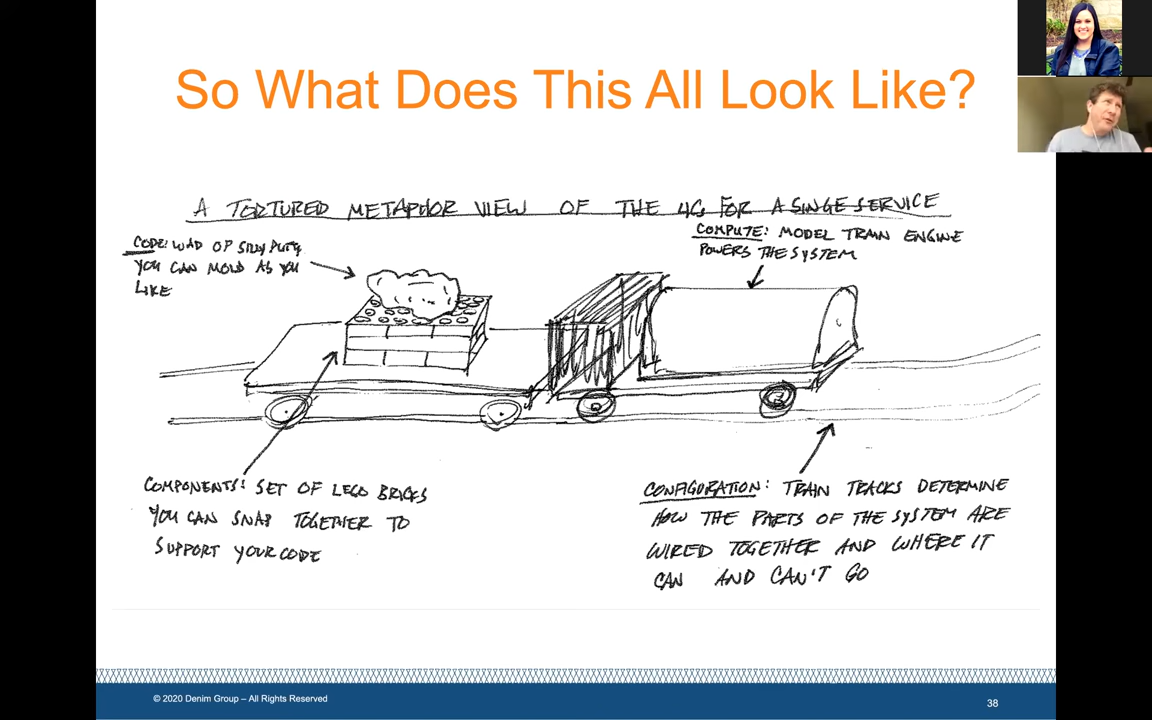 So What Does This All Look Like?
A TORTURED METAPHOR VIEW OF THE 4C FOR A SINGE SERVICE
CODE: WAD OF SILLY PUTTY
YOU CAN MOLD AS YOU
LIKE
COMPUTE: MODEL TRAIN ENGINE
POWERS THE SYSTEM
COMPONENTS: SET OF LEGO BRICKS
YOU CAN SNAP TOGETHER TO
SUPPORT YOUR CODE
CONFIGURATION: TRAIN TRACKS DETERMINE
HOW THE PARTS OF THE SYSTEM ARE
WIRED TOGETHER AND WHERE IT
CAN AND CAN'T GO
© 2020 Denim Group – All Rights Reserved
38